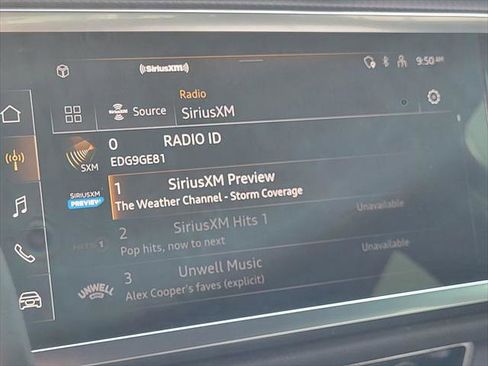 ((SiriusXM))
9:50 AM
Radio
Source
SiriusXM
0 RADIO ID
SXM
EDG9GE81
1 SiriusXM Preview
SIRIUSXM
PREVIEW
The Weather Channel - Storm Coverage
2 SiriusXM Hits 1
Unavailable
HITS 1
Pop hits, now to next
3 Unwell Music
Unavailable
UNWELL
Alex Cooper's faves (explicit)